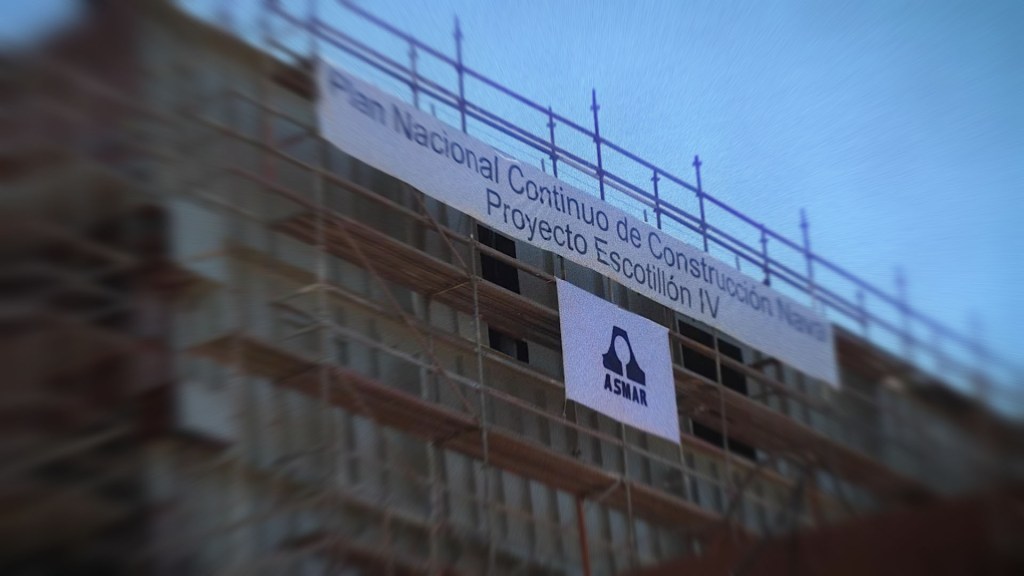 Plan Nacional Continuo de Construcción Naval
Proyecto Escotillón IV
ASMAR